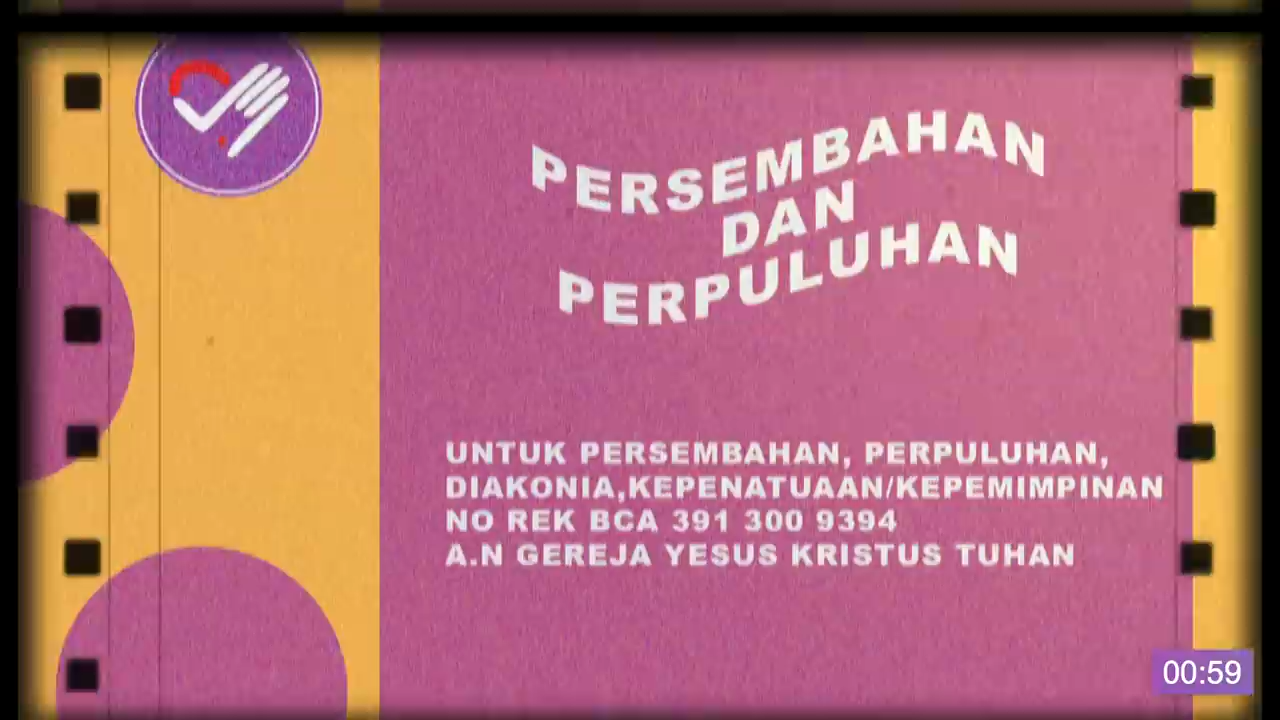 PERSEMBAHAN
DAN
PERPULUHAN
UNTUK PERSEMBAHAN, PERPULUHAN,
DIAKONIA,KEPENATUAAN/KEPEMIMPINAN
NO REK BCA 391 300 9394
A.N GEREJA YESUS KRISTUS TUHAN
00:59